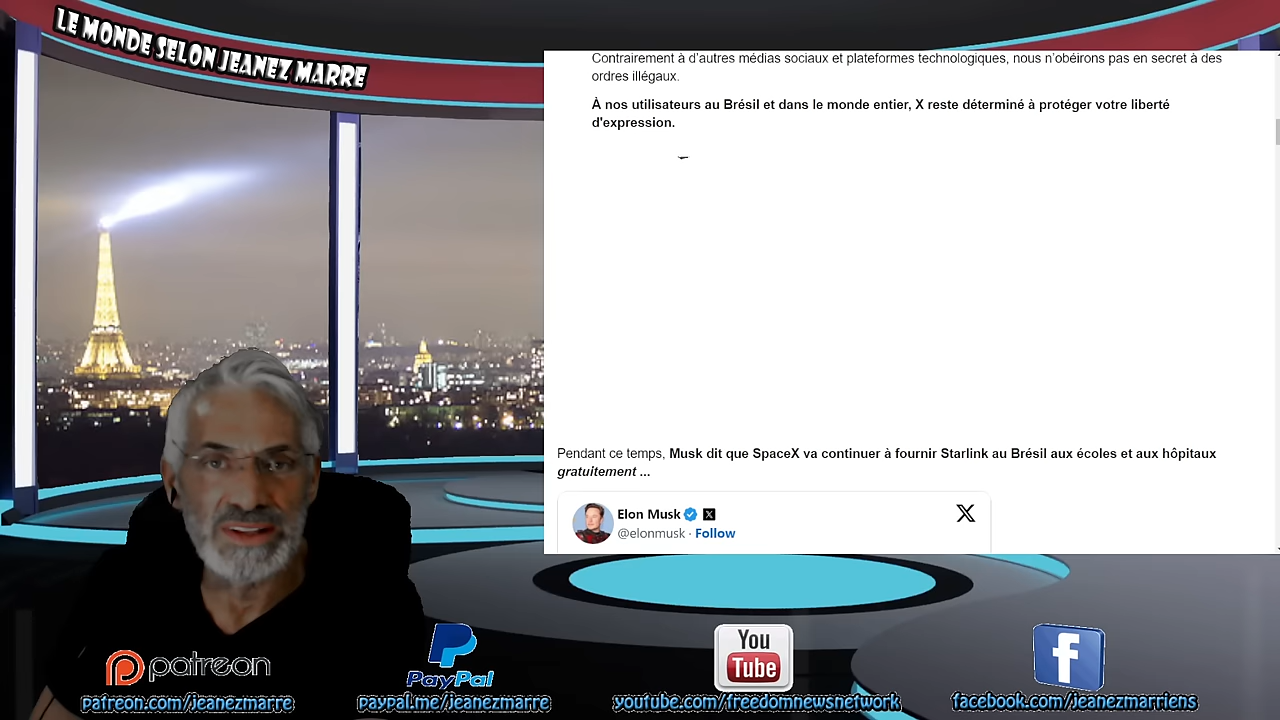 LE MONDE SELON JEANEZ MARRE
Contrairement à d'autres médias sociaux et plateformes technologiques, nous n'obéirons pas en secret à des
ordres illégaux.
À nos utilisateurs au Brésil et dans le monde entier, X reste déterminé à protéger votre liberté
d'expression.
Pendant ce temps, Musk dit que SpaceX va continuer à fournir Starlink au Brésil aux écoles et aux hôpitaux
gratuitement ...
Elon Musk
@elonmusk · Follow
patreon
patreon.com/jeanezmarre
PayPal
paypal.me/jeanezmarre
You
Tube
youtube.com/freedomnewsnetwork
facebook.com/jeanezmarriens